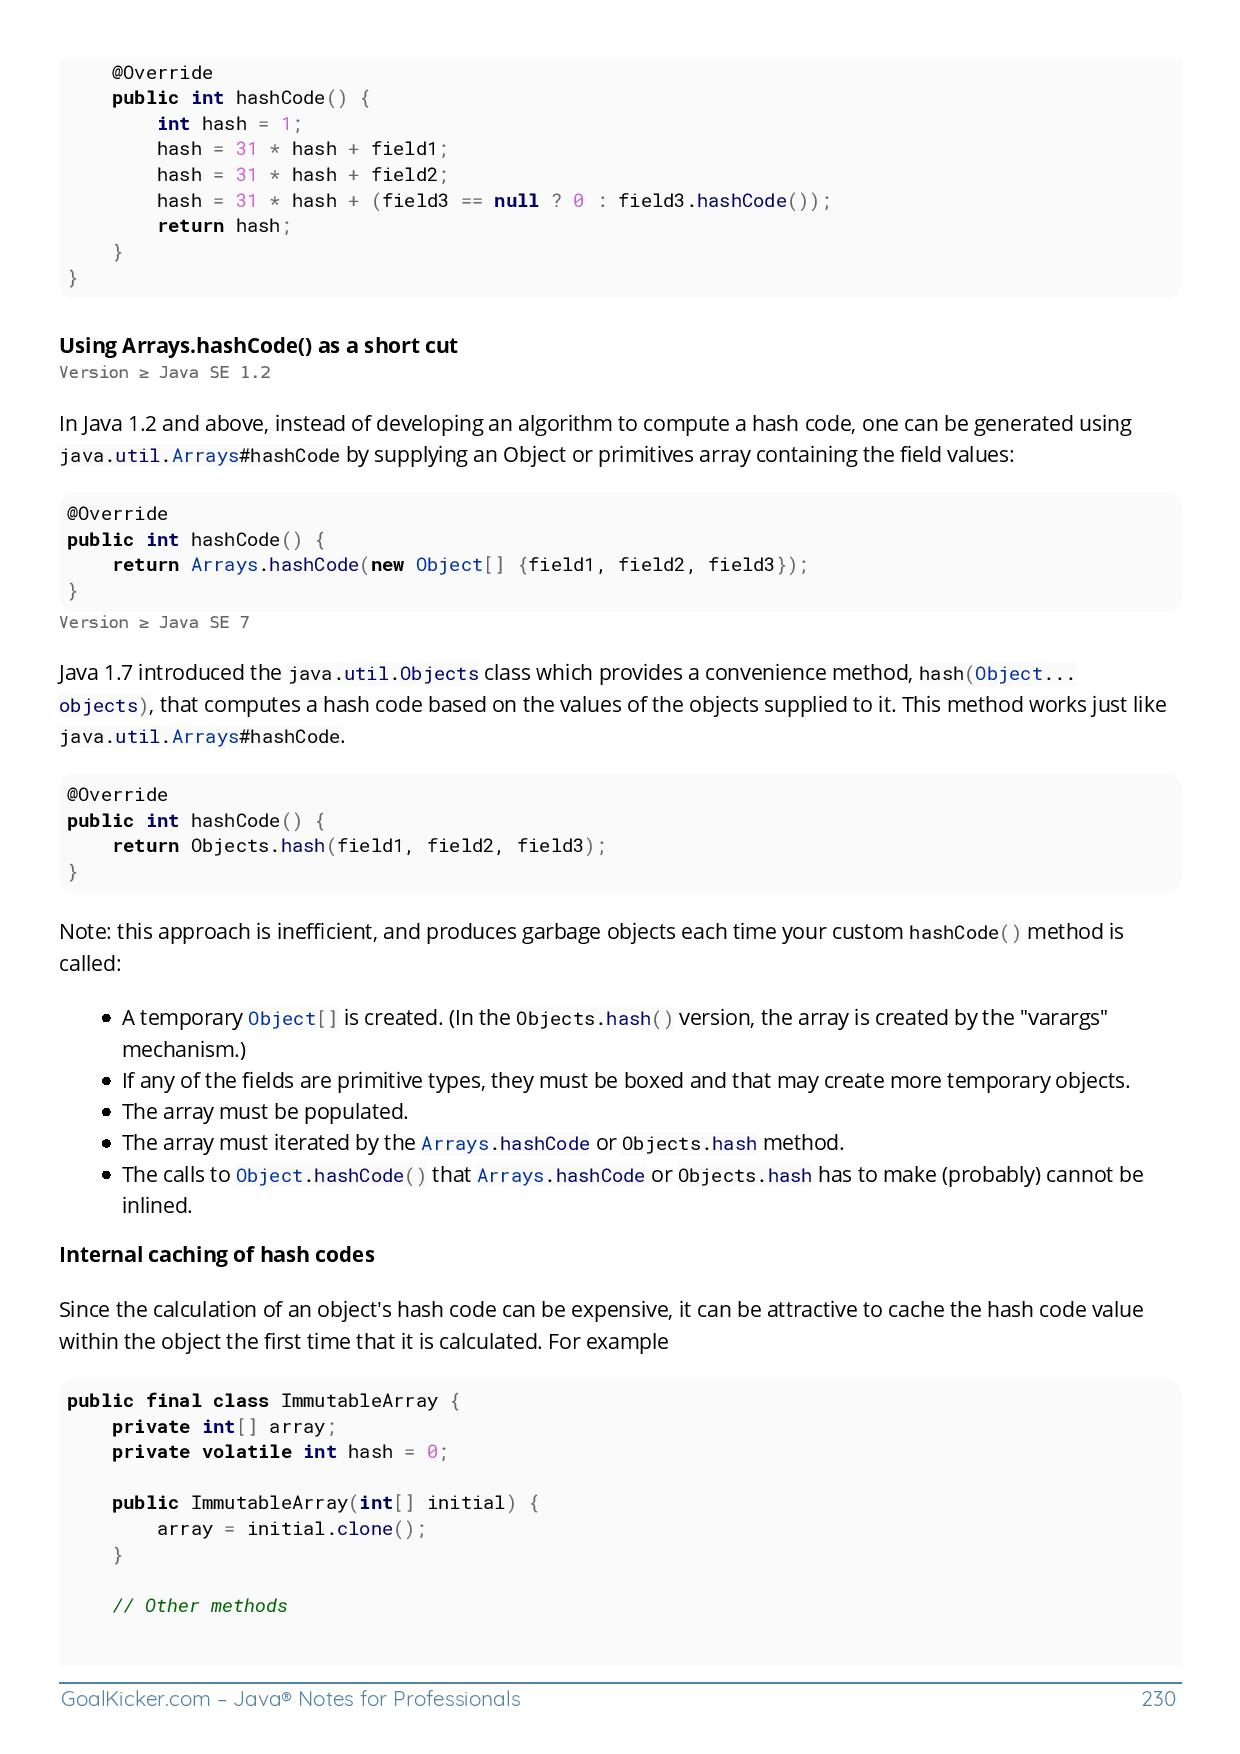 @Override
    public int hashCode() {
        int hash = 1;
        hash = 31 * hash + field1;
        hash = 31 * hash + field2;
        hash = 31 * hash + (field3 == null ? 0 : field3.hashCode());
        return hash;
    }
}
Using Arrays.hashCode() as a short cut
Version ≥ Java SE 1.2
In Java 1.2 and above, instead of developing an algorithm to compute a hash code, one can be generated using
java.util.Arrays#hashCode by supplying an Object or primitives array containing the field values:
@Override
public int hashCode() {
    return Arrays.hashCode(new Object[] {field1, field2, field3});
}
Version ≥ Java SE 7
Java 1.7 introduced the java.util.Objects class which provides a convenience method, hash(Object...
objects), that computes a hash code based on the values of the objects supplied to it. This method works just like
java.util.Arrays#hashCode.
@Override
public int hashCode() {
    return Objects.hash(field1, field2, field3);
}
Note: this approach is inefficient, and produces garbage objects each time your custom hashCode() method is
called:
• A temporary Object[] is created. (In the Objects.hash() version, the array is created by the "varargs"
mechanism.)
• If any of the fields are primitive types, they must be boxed and that may create more temporary objects.
• The array must be populated.
• The array must iterated by the Arrays.hashCode or Objects.hash method.
• The calls to Object.hashCode() that Arrays.hashCode or Objects.hash has to make (probably) cannot be
inlined.
Internal caching of hash codes
Since the calculation of an object's hash code can be expensive, it can be attractive to cache the hash code value
within the object the first time that it is calculated. For example
public final class ImmutableArray {
    private int[] array;
    private volatile int hash = 0;
    public ImmutableArray(int[] initial) {
        array = initial.clone();
    }
    // Other methods
GoalKicker.com – Java® Notes for Professionals 230